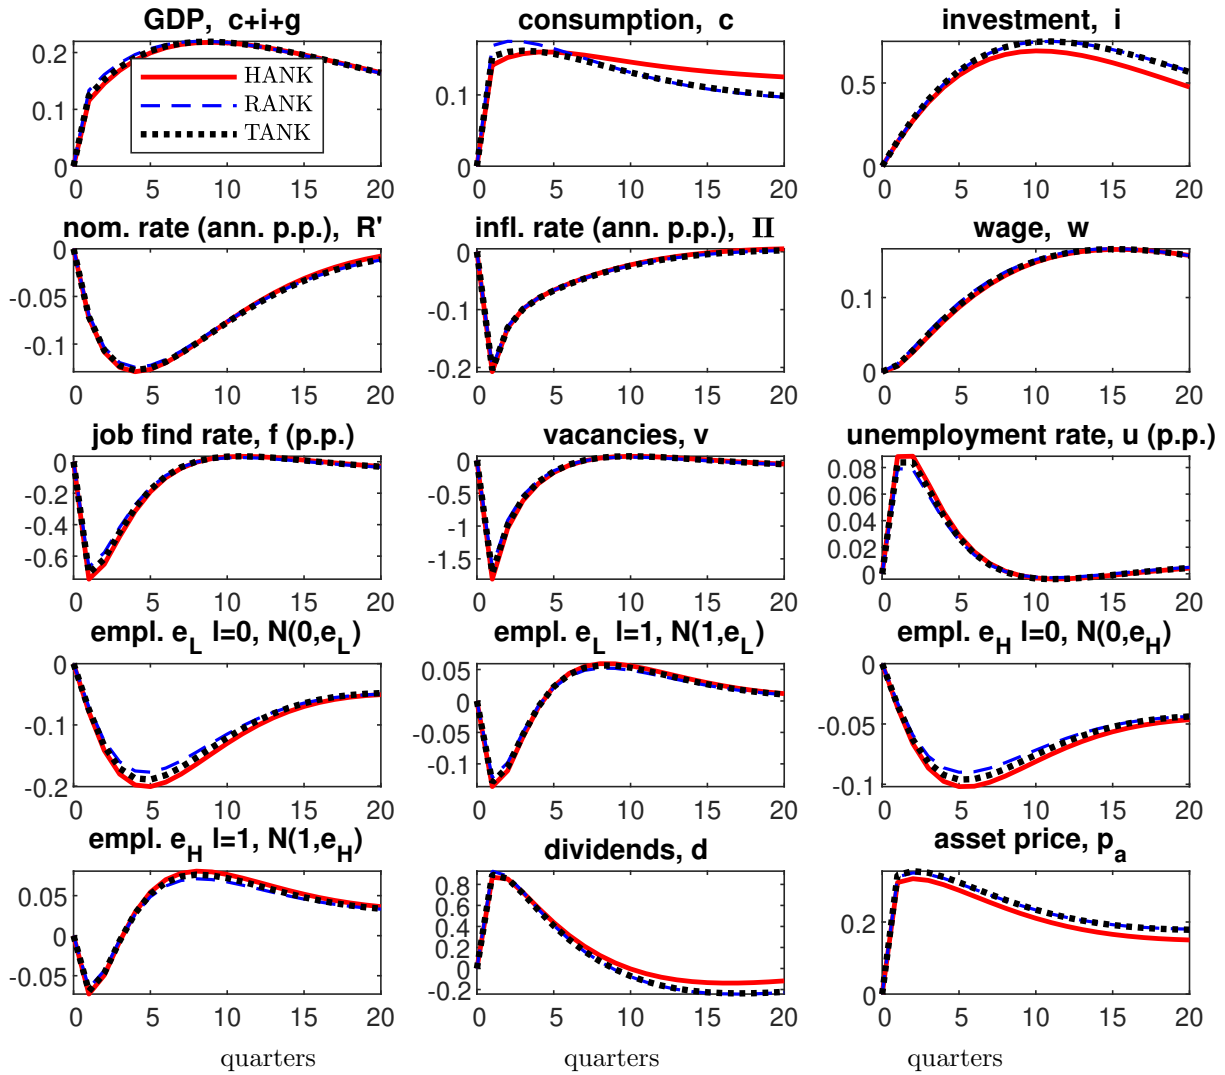 GDP,  c+i+g
consumption, c
investment,  i
0.2
0.1
0
HANK
RANK
TANK
0.1
0
0.5
0
0 5 10 15 20
0 5 10 15 20
0 5 10 15 20
nom. rate (ann. p.p.),  R'
infl. rate (ann. p.p.),  Π
wage,  w
0
-0.05
-0.1
0
-0.1
-0.2
0.1
0
0 5 10 15 20
0 5 10 15 20
0 5 10 15 20
job find rate, f (p.p.)
vacancies, v
unemployment rate, u (p.p.)
0
-0.2
-0.4
-0.6
0
-0.5
-1
-1.5
0.08
0.06
0.04
0.02
0
0 5 10 15 20
0 5 10 15 20
0 5 10 15 20
empl. e_L l=0, N(0,e_L)
empl. e_L l=1, N(1,e_L)
empl. e_H l=0, N(0,e_H)
0
-0.1
-0.2
0.05
0
-0.05
-0.1
0
-0.05
-0.1
0 5 10 15 20
0 5 10 15 20
0 5 10 15 20
empl. e_H l=1, N(1,e_H)
dividends, d
asset price, p_a
0.05
0
-0.05
0.8
0.6
0.4
0.2
0
-0.2
0.2
0
0 5 10 15 20
0 5 10 15 20
0 5 10 15 20
quarters
quarters
quarters